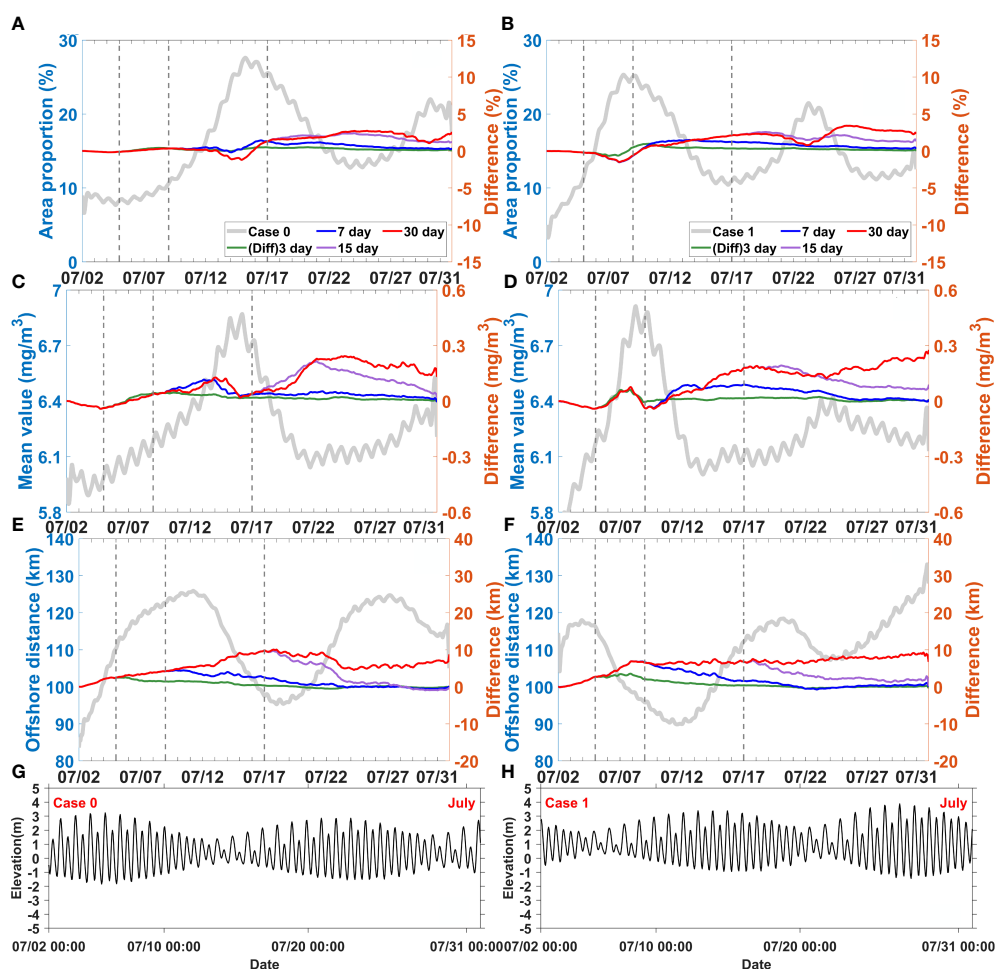 A
B
30
15
30
15
10
10
20
5
20
5
0
0
10
-5
10
-5
-10
-10
0
-15
0
-15
Area proportion (%)
Difference (%)
Area proportion (%)
Difference (%)
Case 0 7 day 30 day
(Diff)3 day 15 day
Case 1 7 day 30 day
(Diff)3 day 15 day
07/02 07/07 07/12 07/17 07/22 07/27 07/31
07/02 07/07 07/12 07/17 07/22 07/27 07/31
C
D
7
0.6
7
0.6
6.7
0.3
6.7
0.3
6.4
0
6.4
0
6.1
-0.3
6.1
-0.3
5.8
-0.6
5.8
-0.6
Mean value (mg/m³)
Difference (mg/m³)
Mean value (mg/m³)
Difference (mg/m³)
07/02 07/07 07/12 07/17 07/22 07/27 07/31
07/02 07/07 07/12 07/17 07/22 07/27 07/31
E
F
140
40
140
40
130
30
130
30
120
20
120
20
110
10
110
10
100
0
100
0
90
-10
90
-10
80
-20
80
-20
Offshore distance (km)
Difference (km)
Offshore distance (km)
Difference (km)
07/02 07/07 07/12 07/17 07/22 07/27 07/31
07/02 07/07 07/12 07/17 07/22 07/27 07/31
G
H
5
4
3
2
1
0
-1
-2
-3
-4
-5
Elevation(m)
Case 0
July
07/02 00:00 07/10 00:00 07/20 00:00 07/31 00:00
Date
5
4
3
2
1
0
-1
-2
-3
-4
-5
Elevation(m)
Case 1
July
07/02 00:00 07/10 00:00 07/20 00:00 07/31 00:00
Date